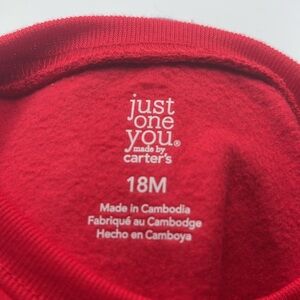 just
one
you®
made by
carter's
18M
Made in Cambodia
Fabriqué au Cambodge
Hecho en Camboya